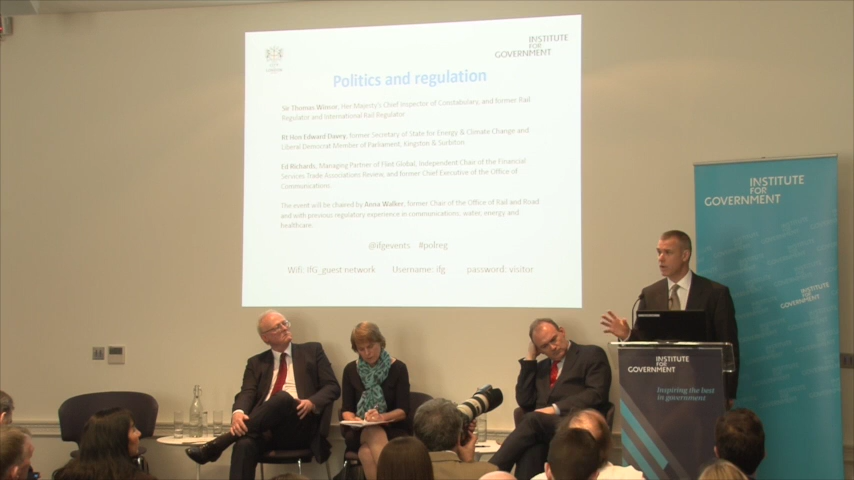 INSTITUTE
FOR
GOVERNMENT
Politics and regulation
Sir Thomas Winsor, Her Majesty's Chief Inspector of Constabulary, and former Rail
Regulator and International Rail Regulator
Rt Hon Edward Davey, former Secretary of State for Energy & Climate Change and
Liberal Democrat Member of Parliament, Kingston & Surbiton
Ed Richards, Managing Partner of Flint Global, Independent Chair of the Financial
Services Trade Associations Review, and former Chief Executive of the Office of
Communications
The event will be chaired by Anna Walker, former Chair of the Office of Rail and Road
and with previous regulatory experience in communications, water, energy and
healthcare.
@ifgevents #polreg
Wifi: IfG_guest network Username: ifg password: visitor
INSTITUTE
FOR
GOVERNMENT
INSTITUTE
FOR
GOVERNMENT
INSTITUTE
FOR
GOVERNMENT
Inspiring the best
in government